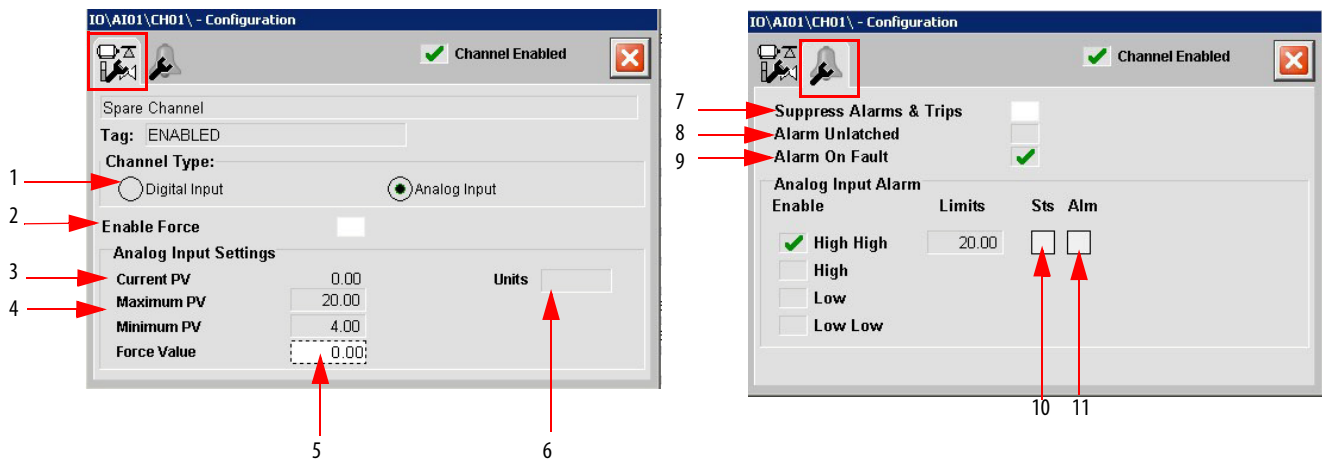 IO\AI01\CH01\ - Configuration
Channel Enabled
Spare Channel
Tag: ENABLED
Channel Type:
1
Digital Input Analog Input
2
Enable Force
Analog Input Settings
3
Current PV 0.00 Units
4
Maximum PV 20.00
Minimum PV 4.00
Force Value 0.00
5
6
IO\AI01\CH01\ - Configuration
Channel Enabled
7
Suppress Alarms & Trips
8
Alarm Unlatched
9
Alarm On Fault
Analog Input Alarm
Enable Limits Sts Alm
High High 20.00
High
Low
Low Low
10
11